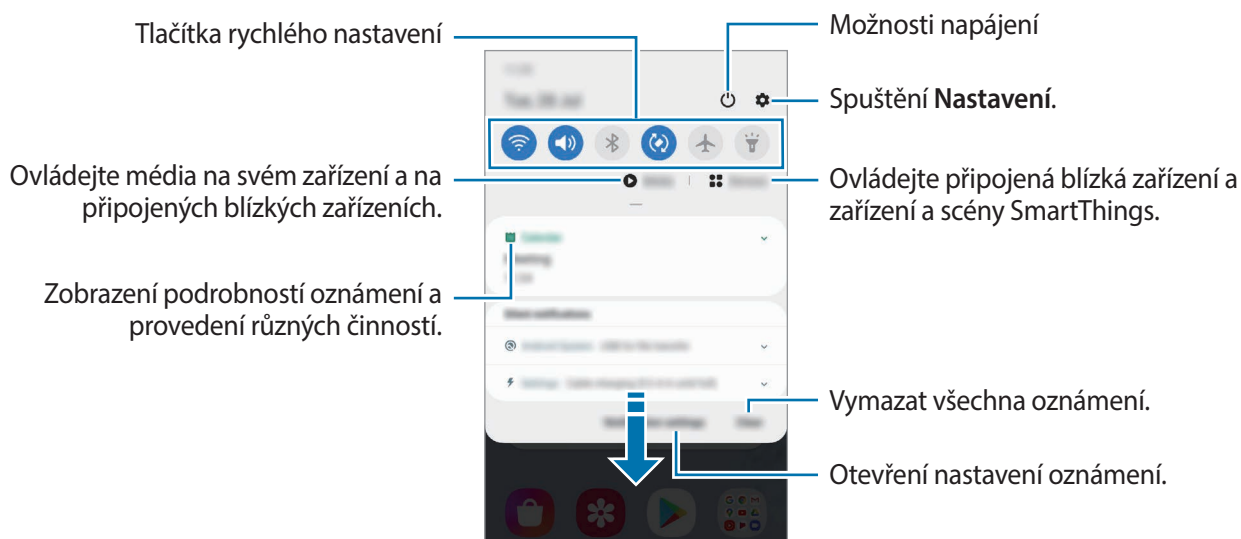 Tlačítka rychlého nastavení
Možnosti napájení
Spuštění Nastavení.
Ovládejte média na svém zařízení a na
připojených blízkých zařízeních.
Ovládejte připojená blízká zařízení a
zařízení a scény SmartThings.
Zobrazení podrobností oznámení a
provedení různých činností.
Vymazat všechna oznámení.
Otevření nastavení oznámení.